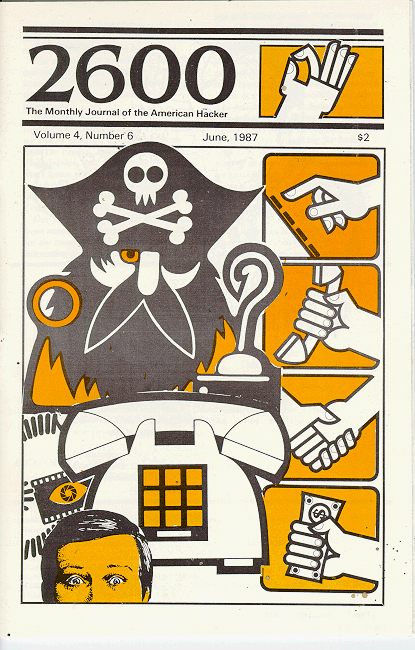 2600
The Monthly Journal of the American Hacker
Volume 4, Number 6 June, 1987 $2
$